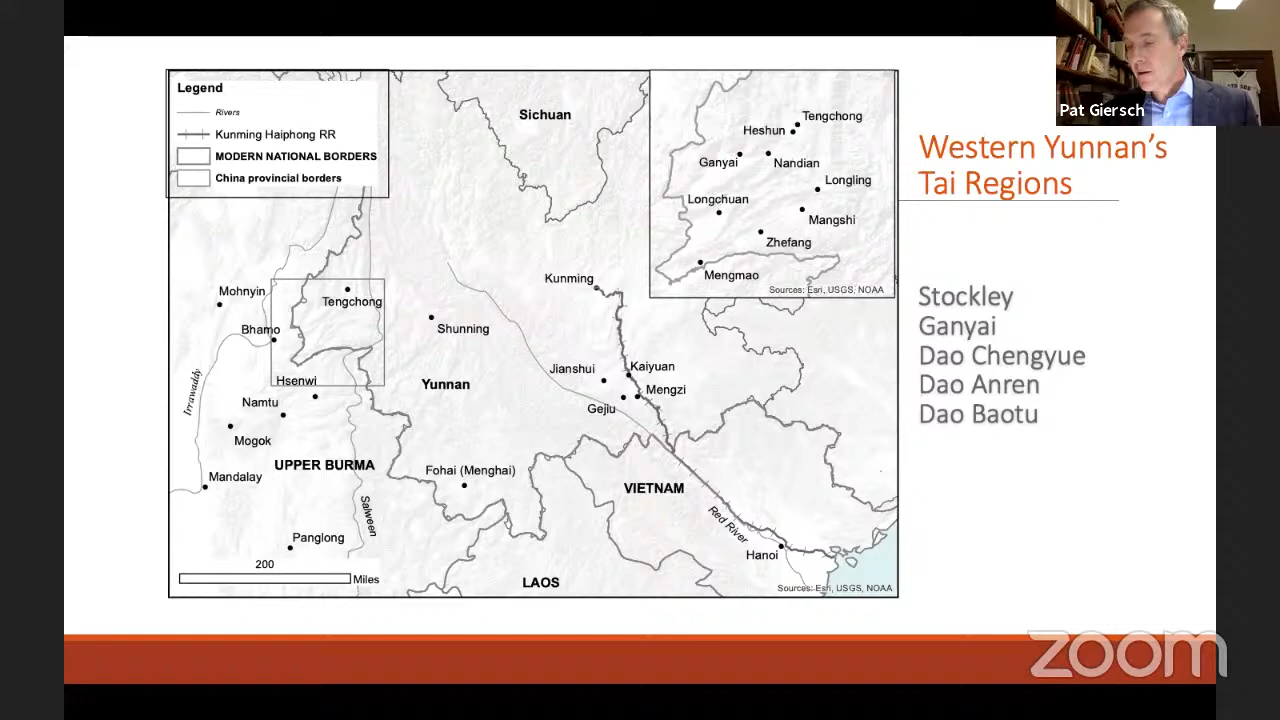 Pat Giersch
Western Yunnan's
Tai Regions
Stockley
Ganyai
Dao Chengyue
Dao Anren
Dao Baotu
Legend
Rivers
Kunming Haiphong RR
MODERN NATIONAL BORDERS
China provincial borders
Sichuan
Tengchong
Heshun
Ganyai
Nandian
Longling
Longchuan
Mangshi
Zhefang
Mengmao
Sources: Esri, USGS, NOAA
Kunming
Mohnyin
Tengchong
Bhamo
Shunning
Irrawaddy
Hsenwi
Yunnan
Jianshui
Kaiyuan
Mengzi
Gejiu
Namtu
Mogok
UPPER BURMA
Mandalay
Fohai (Menghai)
VIETNAM
Salween
Red River
Panglong
Hanoi
200
Miles
LAOS
Sources: Esri, USGS, NOAA
zoom